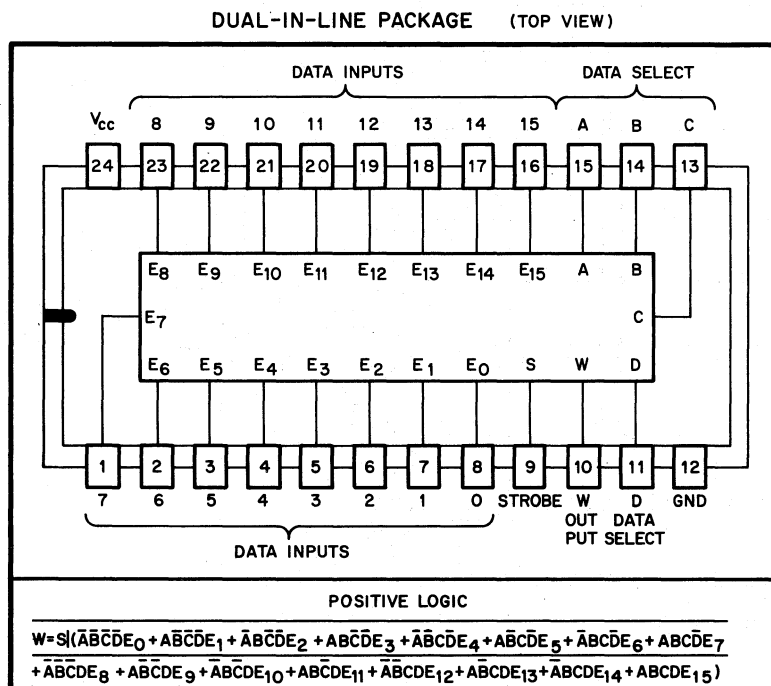 DUAL-IN-LINE PACKAGE (TOP VIEW)
DATA INPUTS DATA SELECT
Vcc 8 9 10 11 12 13 14 15 A B C
24 23 22 21 20 19 18 17 16 15 14 13
E8 E9 E10 E11 E12 E13 E14 E15 A B
E7 C
E6 E5 E4 E3 E2 E1 E0 S W D
1 2 3 4 5 6 7 8 9 10 11 12
7 6 5 4 3 2 1 0 STROBE W D GND
OUT DATA
PUT SELECT
DATA INPUTS
POSITIVE LOGIC
W=S|(ĀB̄C̄D̄E0 + AB̄C̄D̄E1 + ĀBC̄D̄E2 + ABC̄D̄E3 + ĀB̄CD̄E4 + AB̄CD̄E5 + ĀBCD̄E6 + ABCD̄E7
+ĀB̄C̄DE8 + AB̄C̄DE9 + ĀBC̄DE10 + ABC̄DE11 + ĀB̄CDE12 + AB̄CDE13 + ĀBCDE14 + ABCDE15)